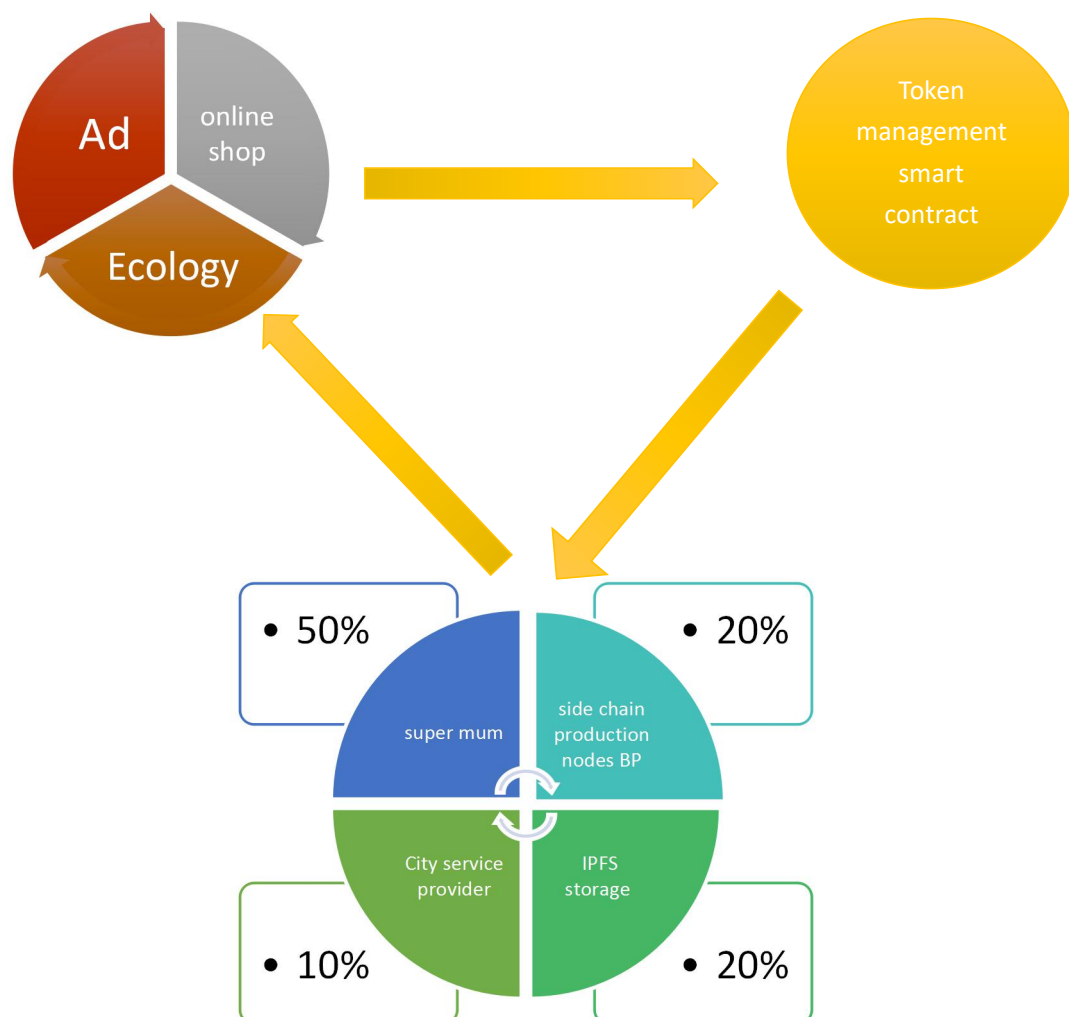 Ad
online
shop
Ecology
Token
management
smart
contract
• 50%
• 20%
super mum
side chain
production
nodes BP
City service
provider
IPFS
storage
• 10%
• 20%